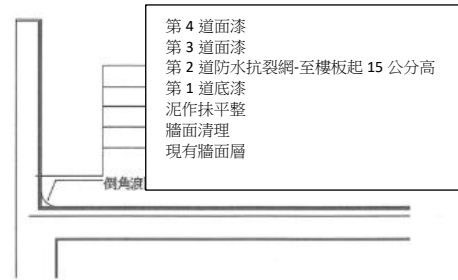 第 4 道面漆
第 3 道面漆
第 2 道防水抗裂網-至樓板起 15 公分高
第 1 道底漆
泥作抹平整
牆面清理
現有牆面層
倒角